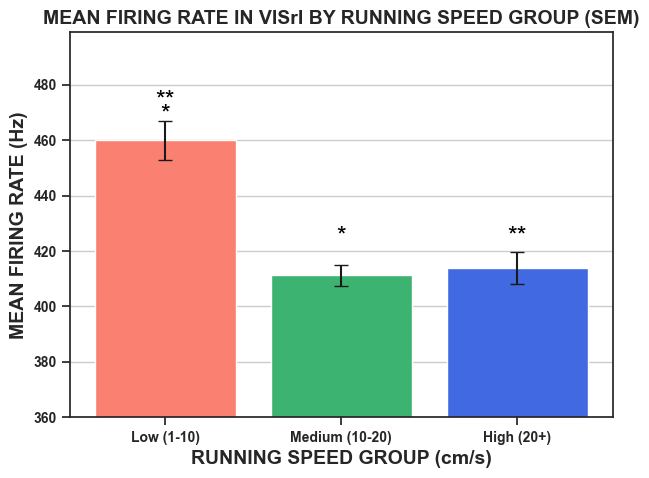 MEAN FIRING RATE IN VISrl BY RUNNING SPEED GROUP (SEM)
MEAN FIRING RATE (Hz)
480
460
440
420
400
380
360
**
*
*
**
Low (1-10)
Medium (10-20)
High (20+)
RUNNING SPEED GROUP (cm/s)